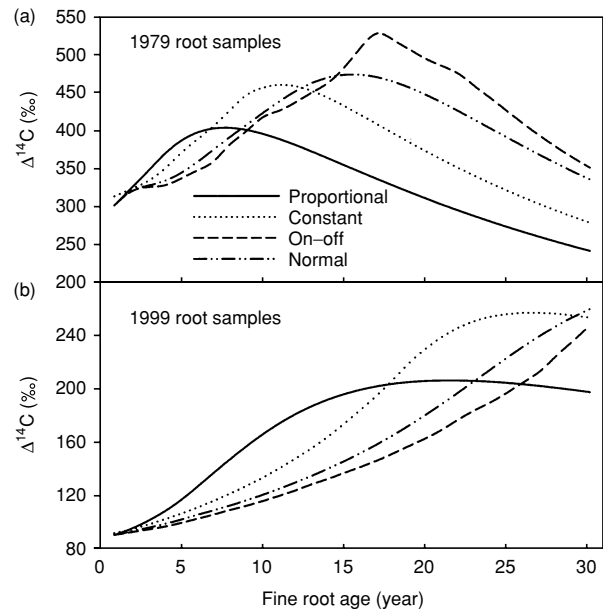 (a)
550
1979 root samples
500
450
400
350
300
250
200
Δ14C (‰)
Proportional
Constant
On–off
Normal
(b)
1999 root samples
240
200
160
120
80
Δ14C (‰)
0 5 10 15 20 25 30
Fine root age (year)